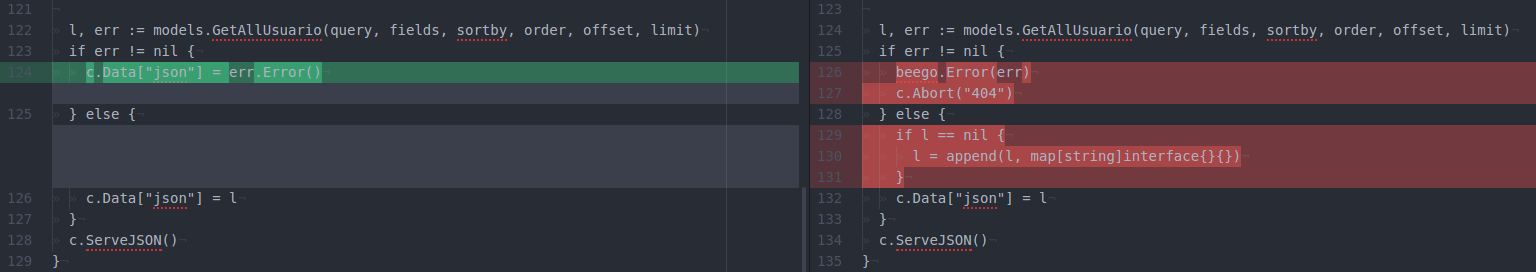 121
122 l, err := models.GetAllUsuario(query, fields, sortby, order, offset, limit)
123 if err != nil {
124 c.Data["json"] = err.Error()
125 } else {
126 c.Data["json"] = l
127 }
128 c.ServeJSON()
129 }
123
124 l, err := models.GetAllUsuario(query, fields, sortby, order, offset, limit)
125 if err != nil {
126 beego.Error(err)
127 c.Abort("404")
128 } else {
129 if l == nil {
130 l = append(l, map[string]interface{}{})
131 }
132 c.Data["json"] = l
133 }
134 c.ServeJSON()
135 }